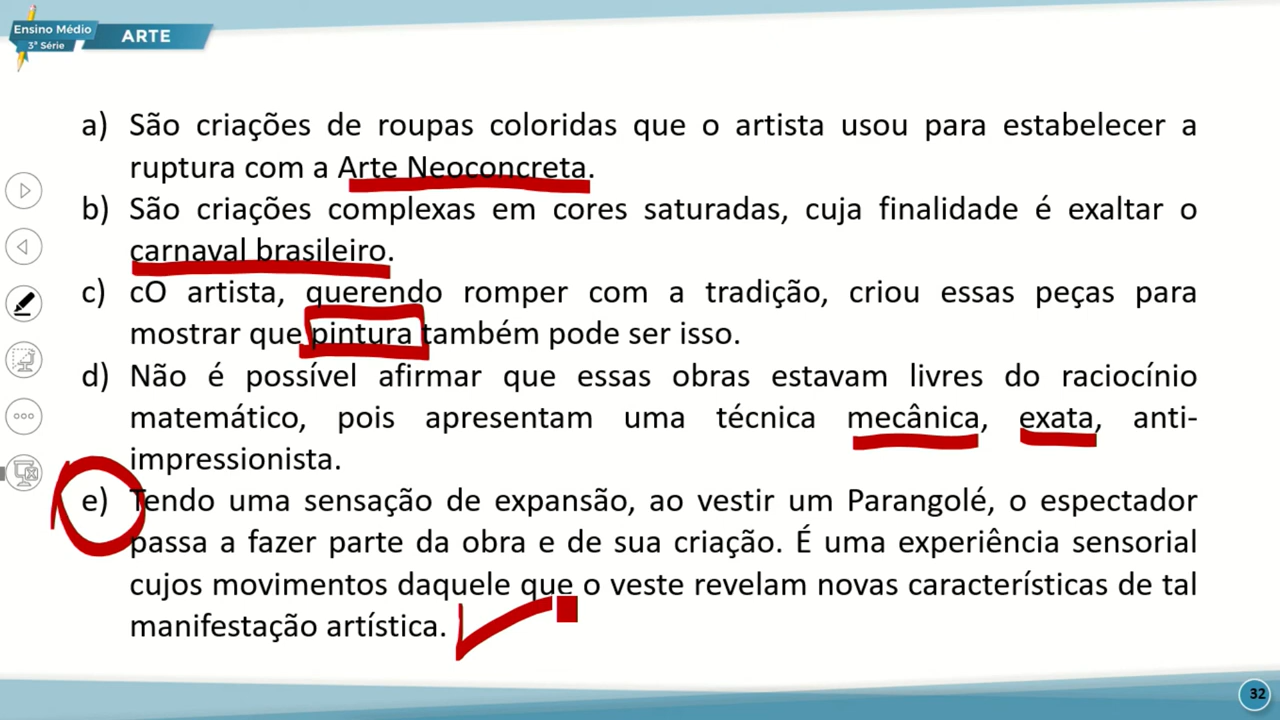 Ensino Médio
3ª Série
ARTE
a) São criações de roupas coloridas que o artista usou para estabelecer a
ruptura com a Arte Neoconcreta.
b) São criações complexas em cores saturadas, cuja finalidade é exaltar o
carnaval brasileiro.
c) cO artista, querendo romper com a tradição, criou essas peças para
mostrar que pintura também pode ser isso.
d) Não é possível afirmar que essas obras estavam livres do raciocínio
matemático, pois apresentam uma técnica mecânica, exata, anti-
impressionista.
e) Tendo uma sensação de expansão, ao vestir um Parangolé, o espectador
passa a fazer parte da obra e de sua criação. É uma experiência sensorial
cujos movimentos daquele que o veste revelam novas características de tal
manifestação artística.
32